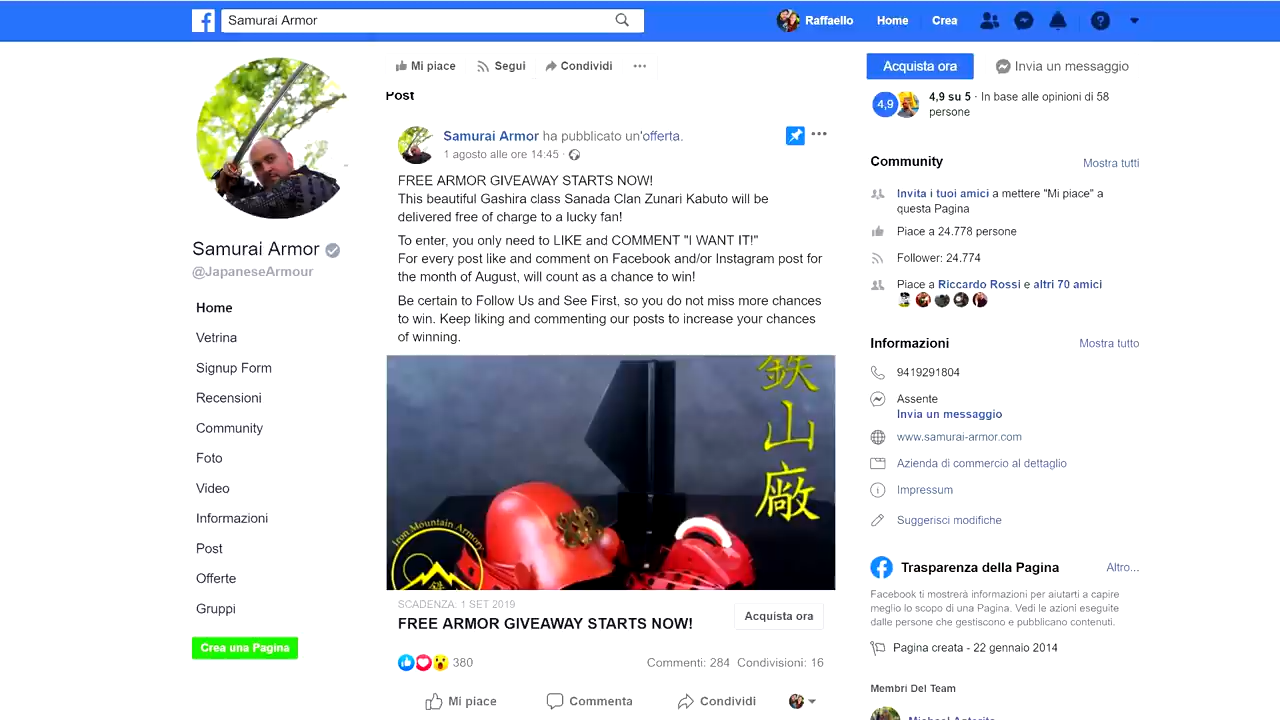 Samurai Armor
Raffaello
Home
Crea
Mi piace
Segui
Condividi
Acquista ora
Invia un messaggio
Post
4,9
4,9 su 5 · In base alle opinioni di 58
persone
Samurai Armor ha pubblicato un'offerta.
1 agosto alle ore 14:45 ·
FREE ARMOR GIVEAWAY STARTS NOW!
This beautiful Gashira class Sanada Clan Zunari Kabuto will be
delivered free of charge to a lucky fan!
To enter, you only need to LIKE and COMMENT "I WANT IT!"
For every post like and comment on Facebook and/or Instagram post for
the month of August, will count as a chance to win!
Be certain to Follow Us and See First, so you do not miss more chances
to win. Keep liking and commenting our posts to increase your chances
of winning.
鉄山廠
Iron Mountain Armory
鉄
SCADENZA: 1 SET 2019
FREE ARMOR GIVEAWAY STARTS NOW!
Acquista ora
380
Commenti: 284 Condivisioni: 16
Mi piace
Commenta
Condividi
Samurai Armor
@JapaneseArmour
Home
Vetrina
Signup Form
Recensioni
Community
Foto
Video
Informazioni
Post
Offerte
Gruppi
Crea una Pagina
Community
Mostra tutti
Invita i tuoi amici a mettere "Mi piace" a
questa Pagina
Piace a 24.778 persone
Follower: 24.774
Piace a Riccardo Rossi e altri 70 amici
Informazioni
Mostra tutto
9419291804
Assente
Invia un messaggio
www.samurai-armor.com
Azienda di commercio al dettaglio
Impressum
Suggerisci modifiche
Trasparenza della Pagina
Altro...
Facebook ti mostrerà informazioni per aiutarti a capire
meglio lo scopo di una Pagina. Vedi le azioni eseguite
dalle persone che gestiscono e pubblicano contenuti.
Pagina creata - 22 gennaio 2014
Membri Del Team